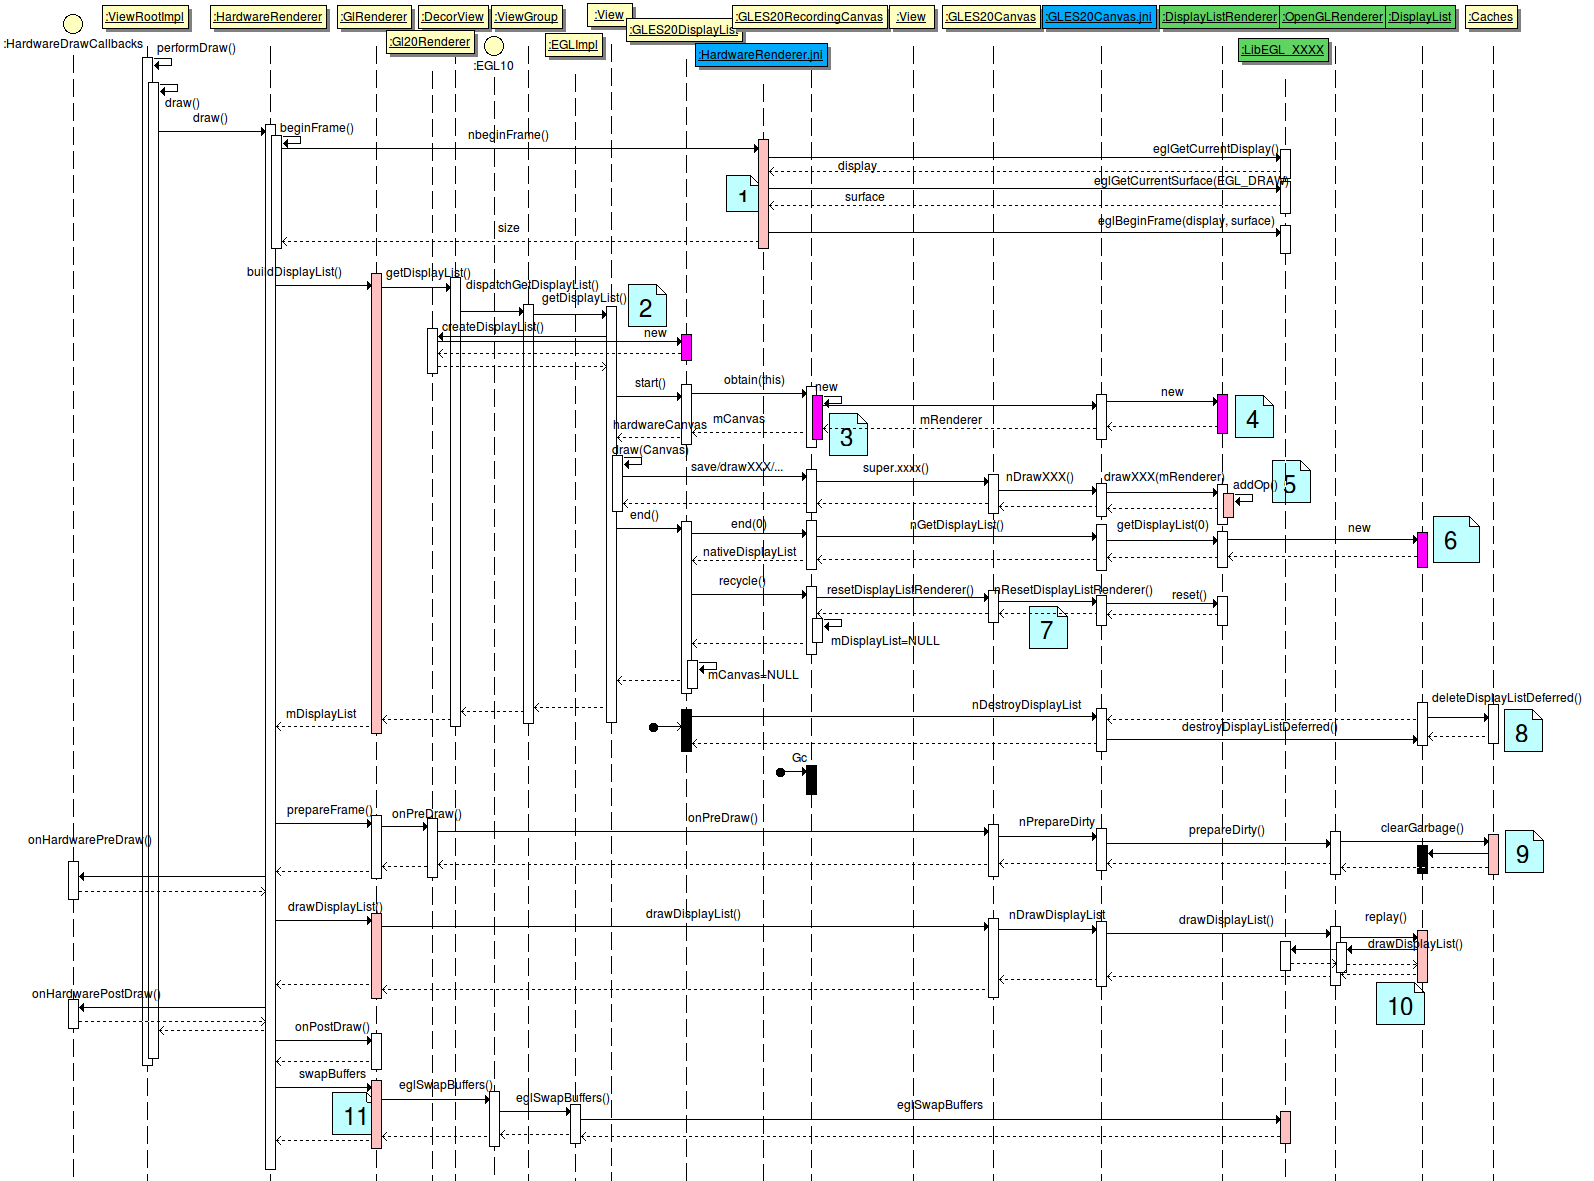 :ViewRootImpl
:HardwareRenderer
:GlRenderer
:DecorView
:ViewGroup
:View
:GLES20RecordingCanvas
:View
:GLES20Canvas
:GLES20Canvas.jni
:DisplayListRenderer
:OpenGLRenderer
:DisplayList
:Caches
:GLES20DisplayList
:HardwareDrawCallbacks
:Gl20Renderer
:EGLImpl
:HardwareRenderer.jni
:LibEGL_XXXX
:EGL10
performDraw()
draw()
draw()
beginFrame()
nbeginFrame()
eglGetCurrentDisplay()
display
eglGetCurrentSurface(EGL_DRAW)
1
surface
eglBeginFrame(display, surface)
size
buildDisplayList()
getDisplayList()
dispatchGetDisplayList()
getDisplayList()
2
createDisplayList()
new
start()
obtain(this)
new
new
mCanvas
mRenderer
hardwareCanvas
3
4
draw(Canvas)
save/drawXXX/...
super.xxxx()
nDrawXXX()
drawXXX(mRenderer)
addOp()
5
end()
end(0)
nGetDisplayList()
getDisplayList(0)
new
6
nativeDisplayList
recycle()
resetDisplayListRenderer()
nResetDisplayListRenderer()
reset()
7
mDisplayList=NULL
mCanvas=NULL
mDisplayList
nDestroyDisplayList
deleteDisplayListDeferred()
destroyDisplayListDeferred()
8
Gc
prepareFrame()
onPreDraw()
onPreDraw()
nPrepareDirty
prepareDirty()
clearGarbage()
onHardwarePreDraw()
9
drawDisplayList()
drawDisplayList()
nDrawDisplayList
drawDisplayList()
replay()
drawDisplayList()
onHardwarePostDraw()
10
onPostDraw()
swapBuffers
eglSwapBuffers()
eglSwapBuffers()
eglSwapBuffers
11